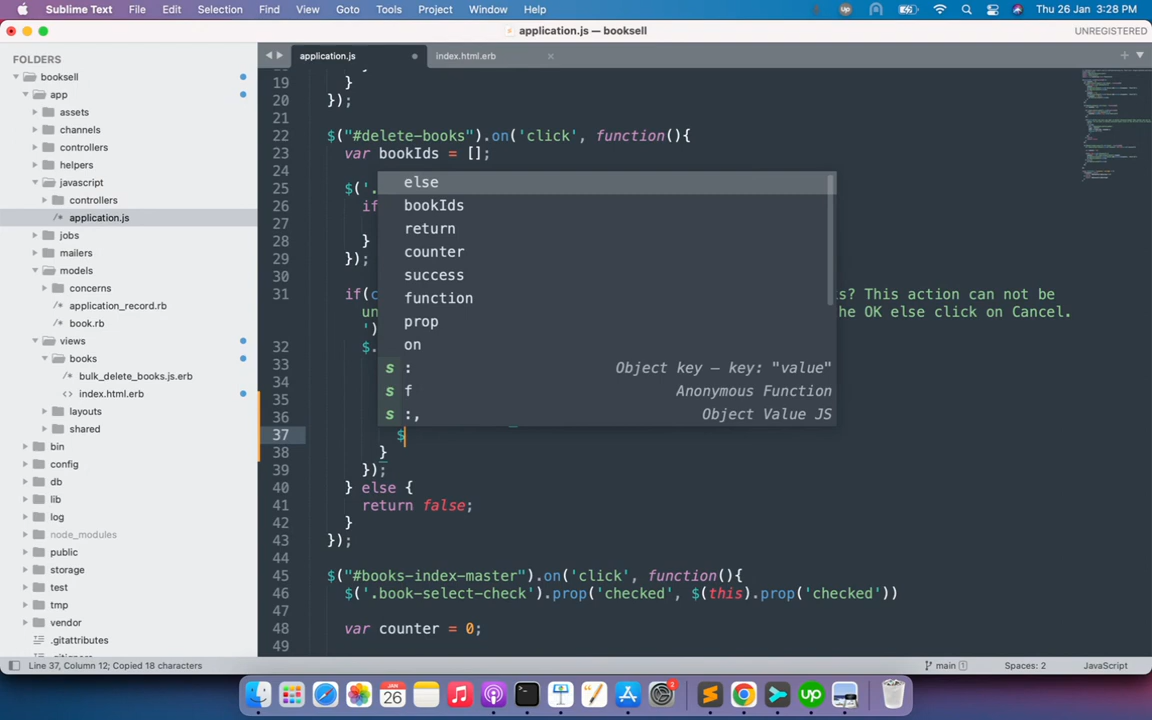 Sublime Text File Edit Selection Find View Goto Tools Project Window Help
up
Thu 26 Jan 3:28 PM
application.js — booksell
UNREGISTERED
FOLDERS
booksell
app
assets
channels
controllers
helpers
javascript
controllers
application.js
jobs
mailers
models
concerns
application_record.rb
book.rb
views
books
bulk_delete_books.js.erb
index.html.erb
layouts
shared
bin
config
db
lib
log
node_modules
public
storage
test
tmp
vendor
.gitattributes
application.js
index.html.erb
19 }
20 });
21
22 $("#delete-books").on('click', function(){
23 var bookIds = [];
24
25 $('.
26 if
27
28 }
29 });
30
31 if(c s? This action can not be
un he OK else click on Cancel.
')
32 $.
33
34
35
36
37 $
38 }
39 });
40 } else {
41 return false;
42 }
43 });
44
45 $("#books-index-master").on('click', function(){
46 $('.book-select-check').prop('checked', $(this).prop('checked'))
47
48 var counter = 0;
49
else
bookIds
return
counter
success
function
prop
on
s : Object key — key: "value"
s f Anonymous Function
s :, Object Value JS
Line 37, Column 12; Copied 18 characters
main 1
Spaces: 2
JavaScript
26
2
up